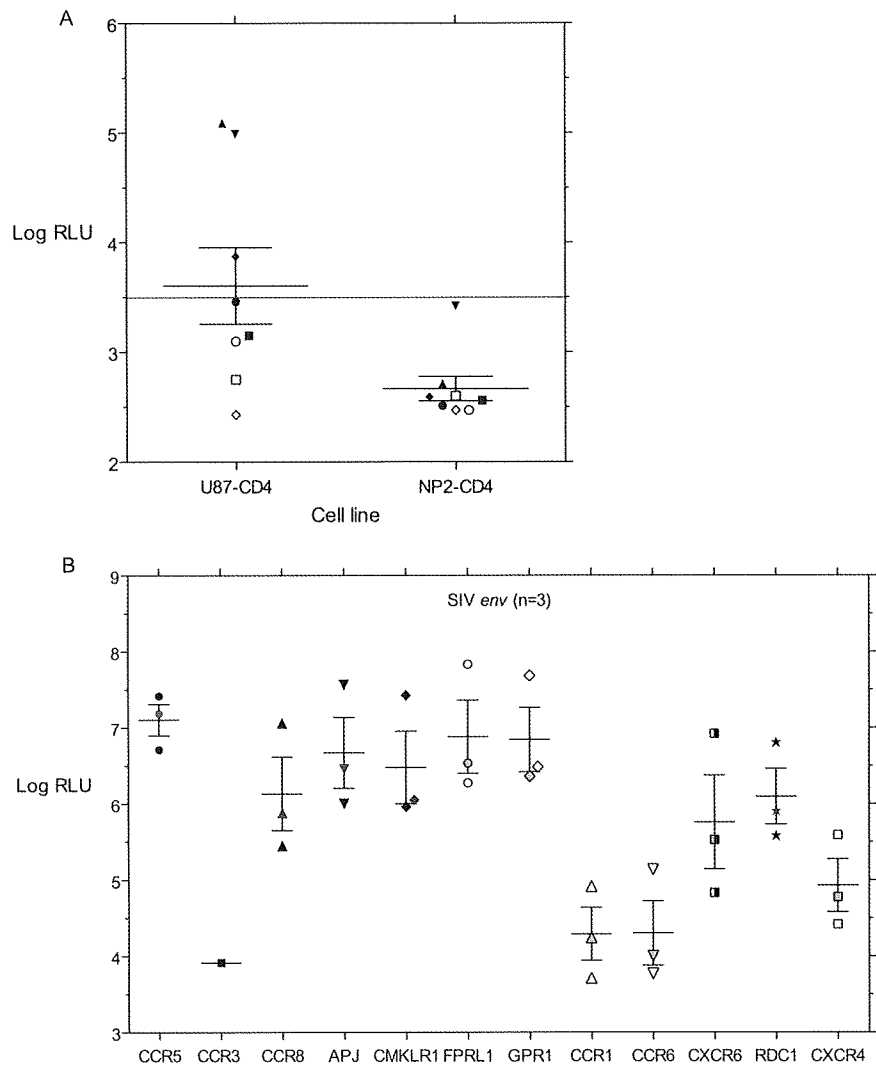 A
6
5
Log RLU
4
3
2
U87-CD4 NP2-CD4
Cell line
B
9
SIV env (n=3)
8
7
Log RLU
6
5
4
3
CCR5 CCR3 CCR8 APJ CMKLR1 FPRL1 GPR1 CCR1 CCR6 CXCR6 RDC1 CXCR4